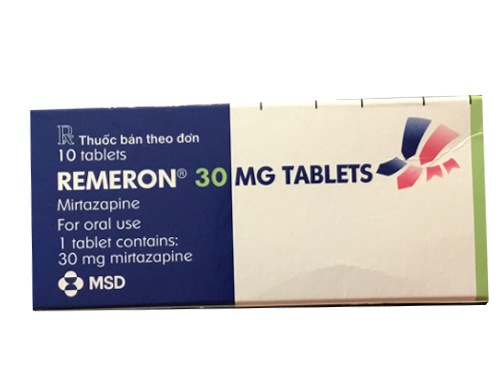 Rx Thuốc bán theo đơn
10 tablets
REMERON® 30 MG TABLETS
Mirtazapine
For oral use
1 tablet contains:
30 mg mirtazapine
MSD